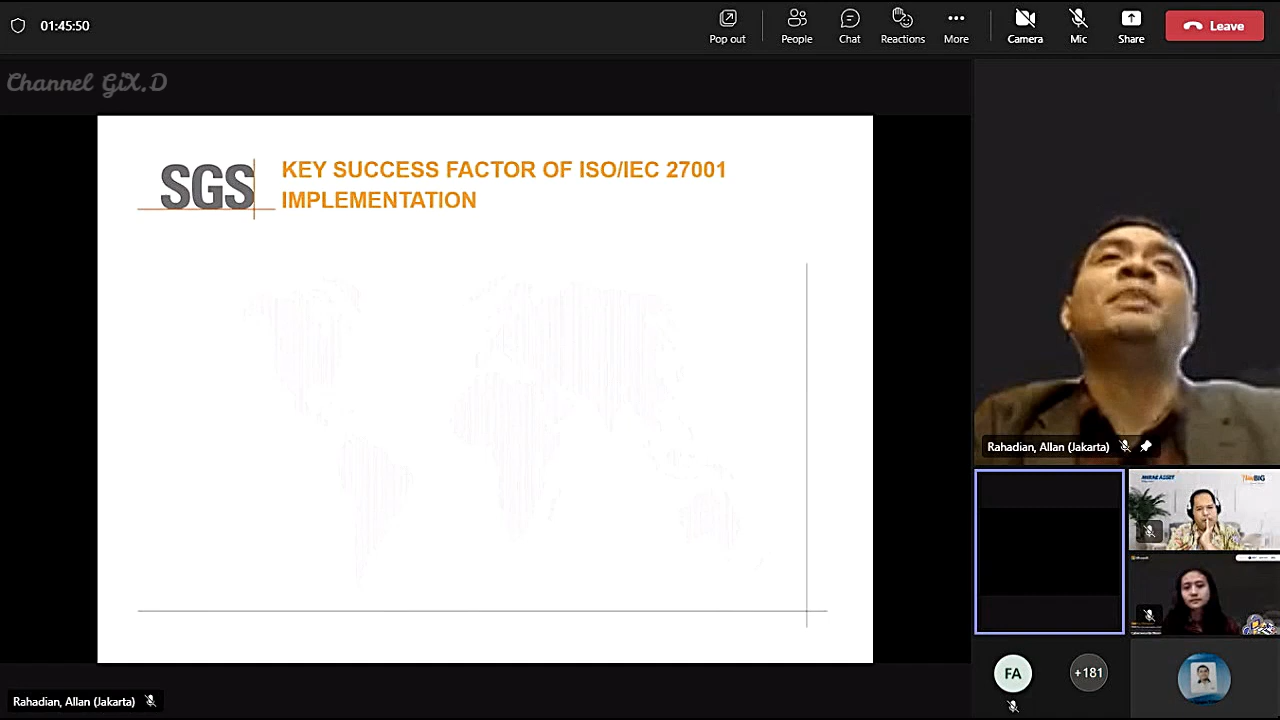 01:45:50
Pop out
People
Chat
Reactions
More
Camera
Mic
Share
Leave
Channel GiX.D
SGS
KEY SUCCESS FACTOR OF ISO/IEC 27001
IMPLEMENTATION
Rahadian, Allan (Jakarta)
FA
+181
Rahadian, Allan (Jakarta)